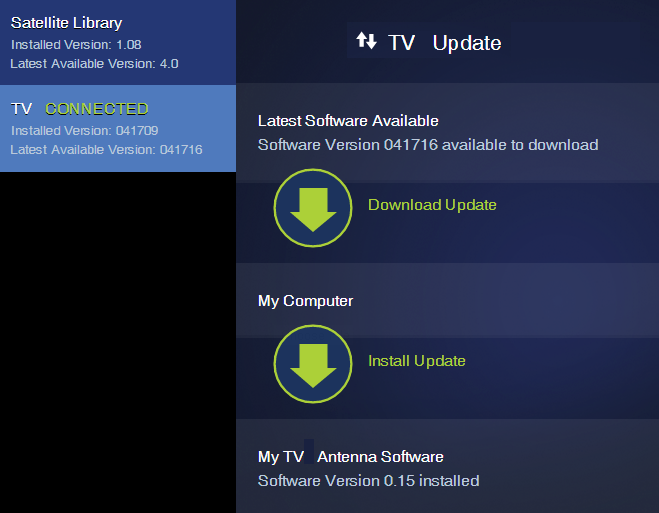 Satellite Library
Installed Version: 1.08
Latest Available Version: 4.0
TV CONNECTED
Installed Version: 041709
Latest Available Version: 041716
TV Update
Latest Software Available
Software Version 041716 available to download
Download Update
My Computer
Install Update
My TV Antenna Software
Software Version 0.15 installed